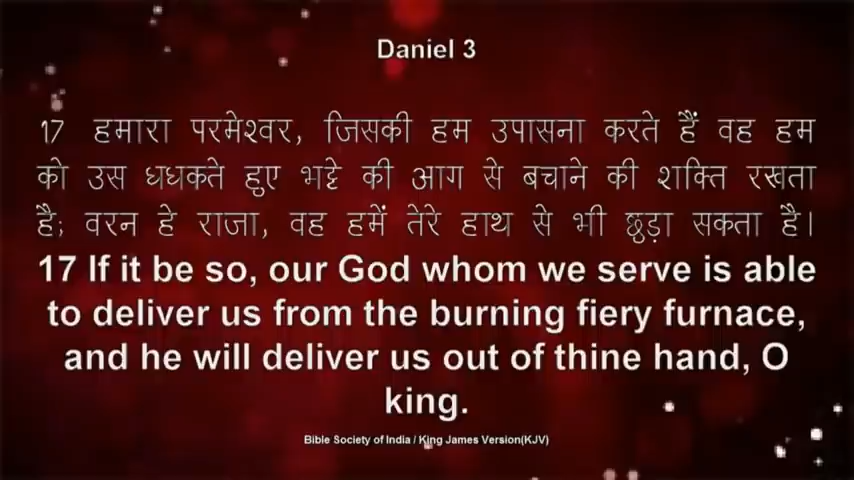 Daniel 3
17 हमारा परमेश्वर, जिसकी हम उपासना करते हैं वह हम
को उस धधकते हुए भट्टे की आग से बचाने की शक्ति रखता
है; वरन हे राजा, वह हमें तेरे हाथ से भी छुड़ा सकता है।
17 If it be so, our God whom we serve is able
to deliver us from the burning fiery furnace,
and he will deliver us out of thine hand, O
king.
Bible Society of India / King James Version(KJV)